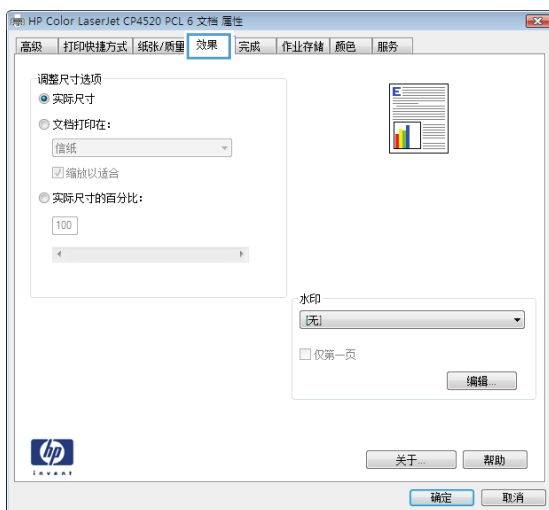 HP Color LaserJet CP4520 PCL 6 文档 属性
高级 打印快捷方式 纸张/质量 效果 完成 作业存储 颜色 服务
调整尺寸选项
实际尺寸
文档打印在：
信纸
缩放以适合
实际尺寸的百分比：
100
E
水印
[无]
仅第一页
编辑...
hp
invent
关于... 帮助
确定 取消